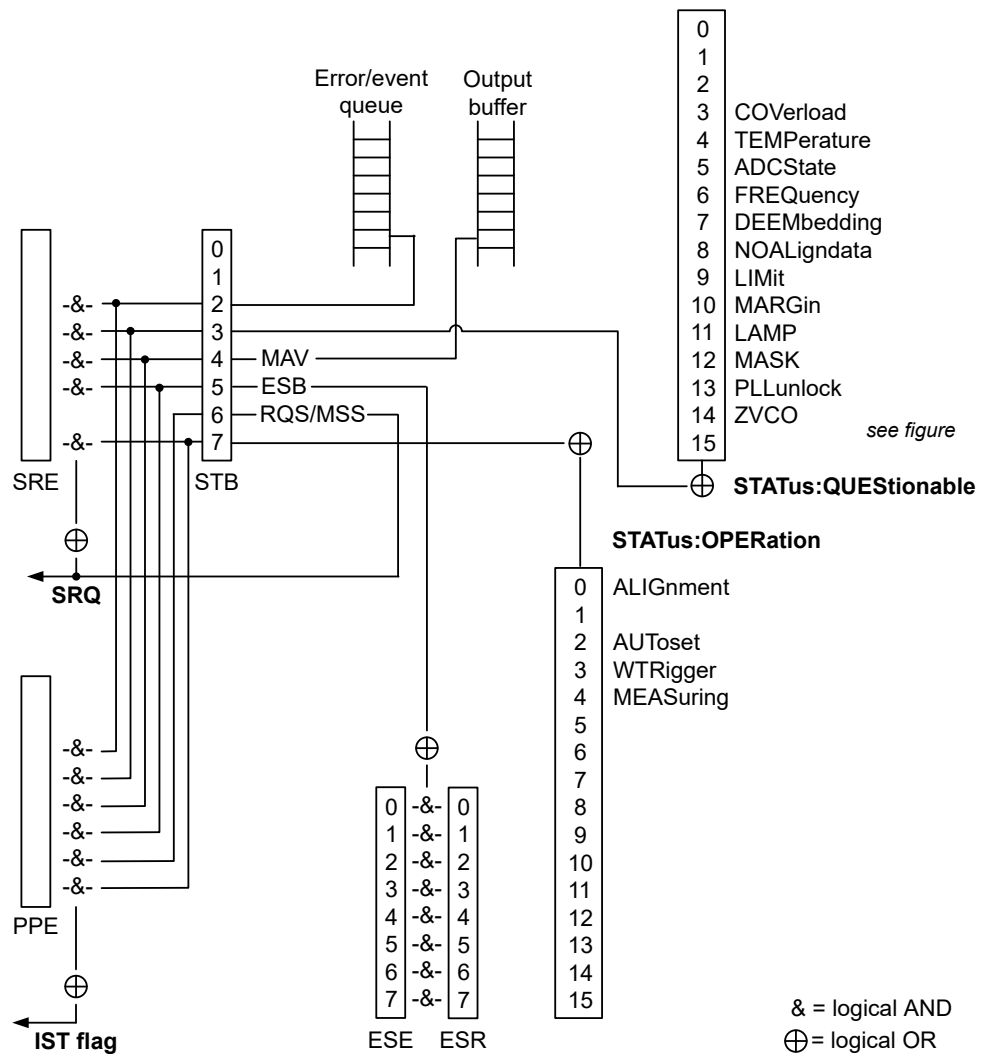 Error/event
queue
Output
buffer
0
1
2
3 COVerload
4 TEMPerature
5 ADCState
6 FREQuency
7 DEEMbedding
8 NOALigndata
9 LIMit
10 MARGin
11 LAMP
12 MASK
13 PLLunlock
14 ZVCO
15
see figure
STATus:QUEStionable
-&-
-&-
-&-
-&-
-&-
SRE
0
1
2
3
4 MAV
5 ESB
6 RQS/MSS
7
STB
SRQ
STATus:OPERation
0 ALIGnment
1
2 AUToset
3 WTRigger
4 MEASuring
5
6
7
8
9
10
11
12
13
14
15
-&-
-&-
-&-
-&-
-&-
-&-
PPE
IST flag
0 -&- 0
1 -&- 1
2 -&- 2
3 -&- 3
4 -&- 4
5 -&- 5
6 -&- 6
7 -&- 7
ESE ESR
& = logical AND
⊕ = logical OR